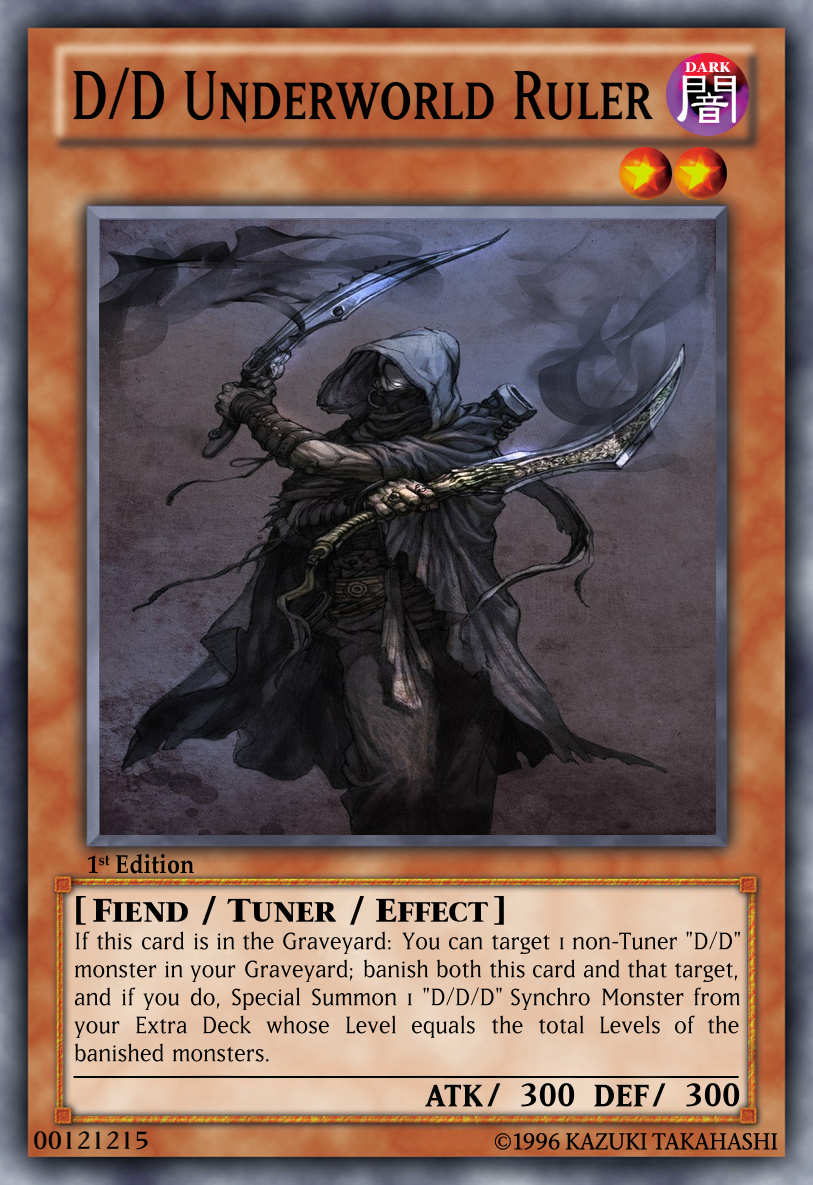 D/D Underworld Ruler
DARK
闇
1st Edition
[ Fiend / Tuner / Effect ]
If this card is in the Graveyard: You can target 1 non-Tuner "D/D"
monster in your Graveyard; banish both this card and that target,
and if you do, Special Summon 1 "D/D/D" Synchro Monster from
your Extra Deck whose Level equals the total Levels of the
banished monsters.
ATK/ 300 DEF/ 300
00121215
©1996 KAZUKI TAKAHASHI